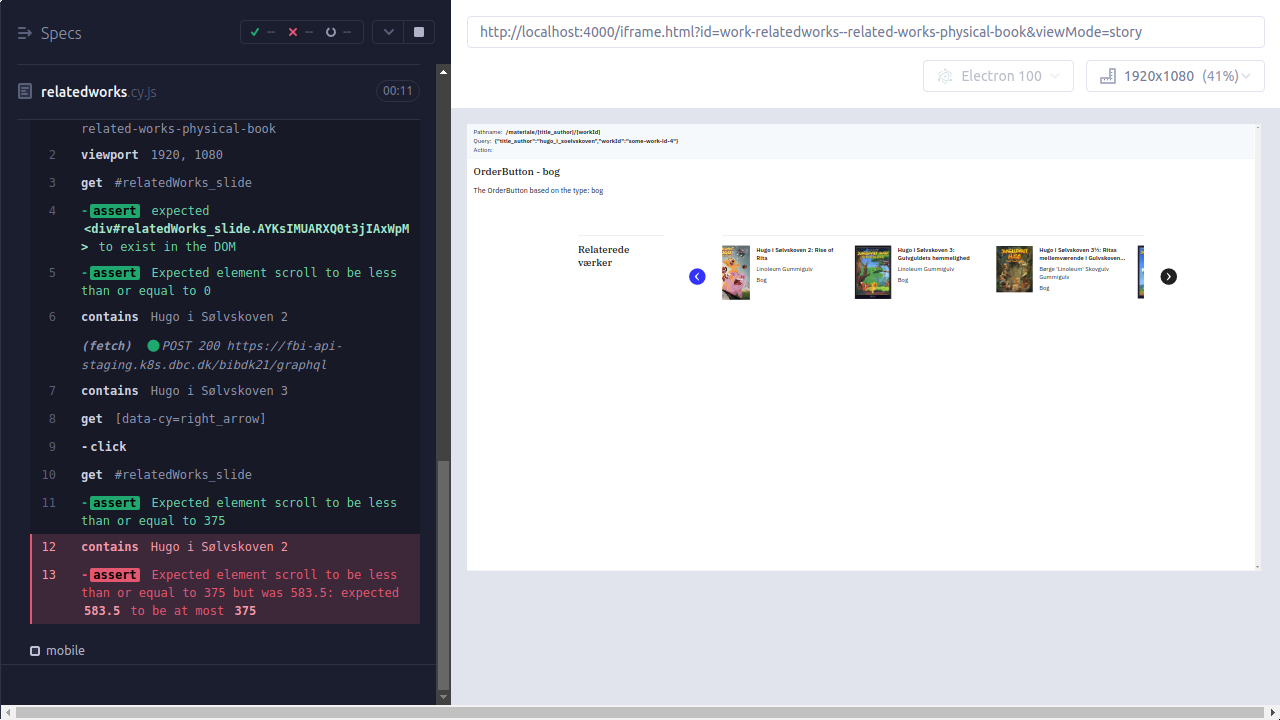 Specs
-- -- --
relatedworks.cy.js 00:11
related-works-physical-book
2 viewport 1920, 1080
3 get #relatedWorks_slide
4 -assert expected
<div#relatedWorks_slide.AYKsIMUARXQ0t3jIAxWpM
> to exist in the DOM
5 -assert Expected element scroll to be less
than or equal to 0
6 contains Hugo i Sølvskoven 2
(fetch) POST 200 https://fbi-api-
staging.k8s.dbc.dk/bibdk21/graphql
7 contains Hugo i Sølvskoven 3
8 get [data-cy=right_arrow]
9 -click
10 get #relatedWorks_slide
11 -assert Expected element scroll to be less
than or equal to 375
12 contains Hugo i Sølvskoven 2
13 -assert Expected element scroll to be less
than or equal to 375 but was 583.5: expected
583.5 to be at most 375
mobile
http://localhost:4000/iframe.html?id=work-relatedworks--related-works-physical-book&viewMode=story
Electron 100
1920x1080 (41%)
Pathname: /materiale/[title_author]/[workId]
Query: {"title_author":"hugo_i_soelvskoven","workId":"some-work-id-4"}
Action:
OrderButton - bog
The OrderButton based on the type: bog
Relaterede
værker
Hugo i Sølvskoven 2: Rise of
Rita
Linoleum Gummigulv
Bog
Hugo i Sølvskoven 3:
Gulvguldets hemmelighed
Linoleum Gummigulv
Bog
Hugo i Sølvskoven 3½: Ritas
mellemværende i Gulvskoven...
Børge 'Linoleum' Skovgulv
Gummigulv
Bog